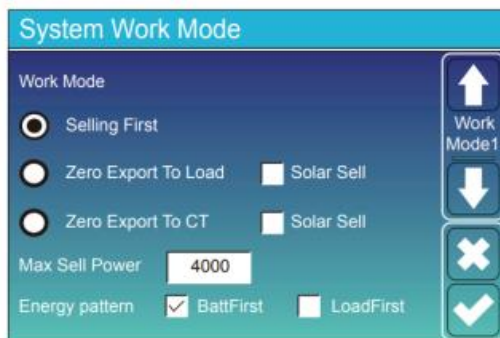 System Work Mode
Work Mode
Selling First
Zero Export To Load Solar Sell
Zero Export To CT Solar Sell
Max Sell Power 4000
Energy pattern BattFirst LoadFirst
Work
Mode1